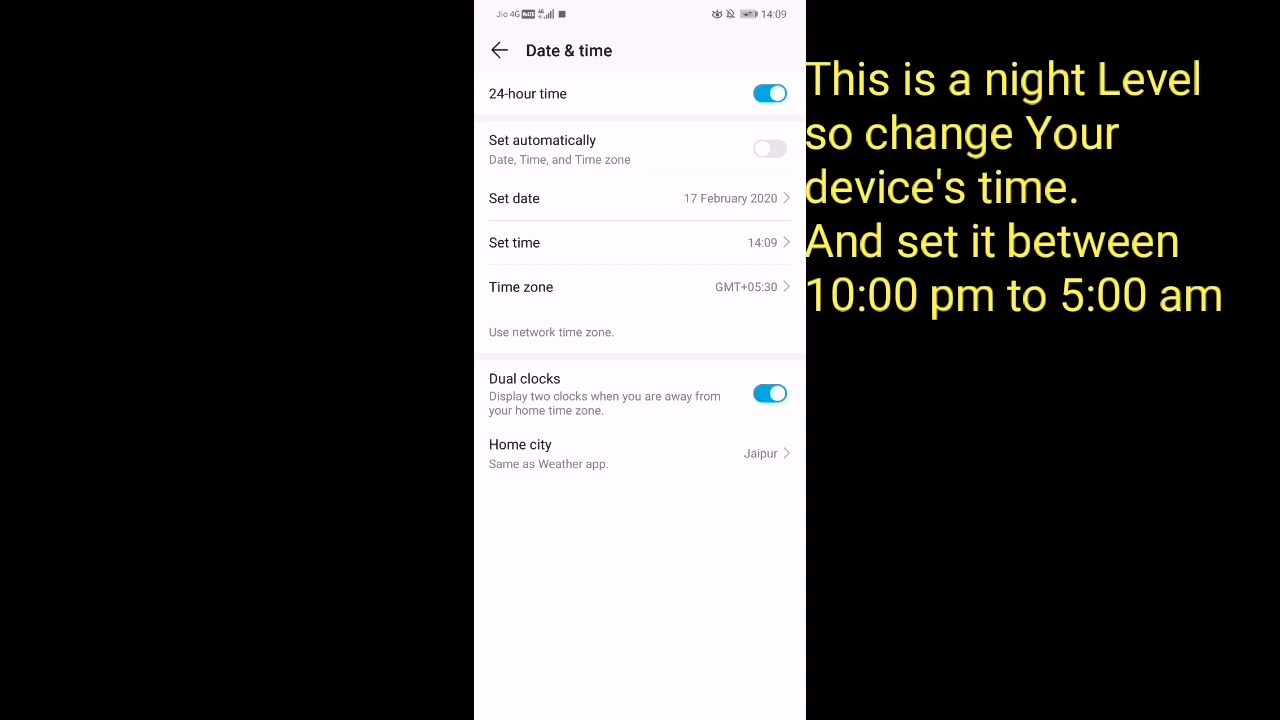 Jio 4G VoLTE 4G 14:09
Date & time
24-hour time
Set automatically
Date, Time, and Time zone
Set date 17 February 2020
Set time 14:09
Time zone GMT+05:30
Use network time zone.
Dual clocks
Display two clocks when you are away from
your home time zone.
Home city Jaipur
Same as Weather app.
This is a night Level
so change Your
device's time.
And set it between
10:00 pm to 5:00 am